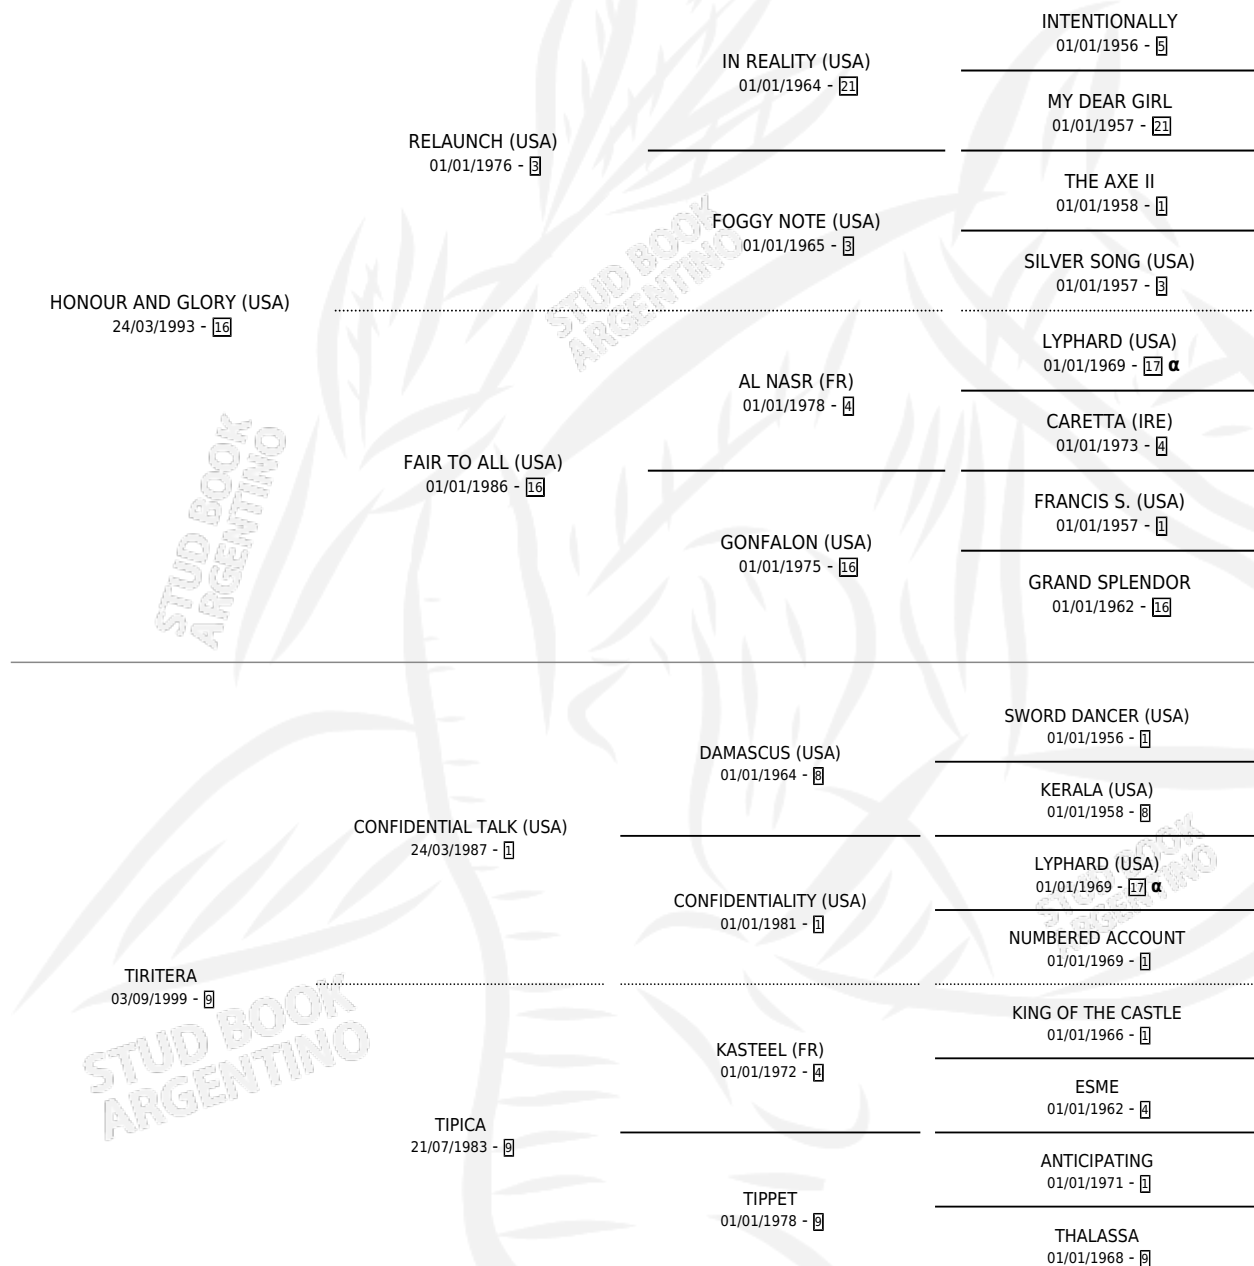 INTENTIONALLY
01/01/1956 - 5
IN REALITY (USA)
01/01/1964 - 21
MY DEAR GIRL
01/01/1957 - 21
RELAUNCH (USA)
01/01/1976 - 3
THE AXE II
01/01/1958 - 1
FOGGY NOTE (USA)
01/01/1965 - 3
SILVER SONG (USA)
01/01/1957 - 3
HONOUR AND GLORY (USA)
24/03/1993 - 16
LYPHARD (USA)
01/01/1969 - 17 α
AL NASR (FR)
01/01/1978 - 4
CARETTA (IRE)
01/01/1973 - 4
FAIR TO ALL (USA)
01/01/1986 - 16
FRANCIS S. (USA)
01/01/1957 - 1
GONFALON (USA)
01/01/1975 - 16
GRAND SPLENDOR
01/01/1962 - 16
SWORD DANCER (USA)
01/01/1956 - 1
DAMASCUS (USA)
01/01/1964 - 8
KERALA (USA)
01/01/1958 - 8
CONFIDENTIAL TALK (USA)
24/03/1987 - 1
LYPHARD (USA)
01/01/1969 - 17 α
CONFIDENTIALITY (USA)
01/01/1981 - 1
NUMBERED ACCOUNT
01/01/1969 - 1
TIRITERA
03/09/1999 - 9
KING OF THE CASTLE
01/01/1966 - 1
KASTEEL (FR)
01/01/1972 - 4
ESME
01/01/1962 - 4
TIPICA
21/07/1983 - 9
ANTICIPATING
01/01/1971 - 1
TIPPET
01/01/1978 - 9
THALASSA
01/01/1968 - 9
STUD BOOK
ARGENTINO
STUD BOOK
ARGENTINO
STUD BOOK
ARGENTINO
STUD BOOK
ARGENTINO